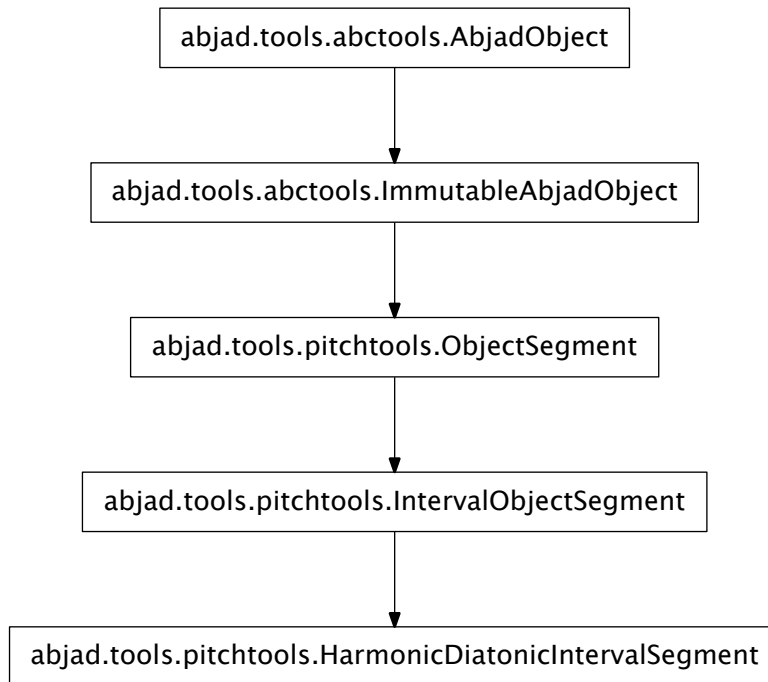 abjad.tools.abctools.AbjadObject
abjad.tools.abctools.ImmutableAbjadObject
abjad.tools.pitchtools.ObjectSegment
abjad.tools.pitchtools.IntervalObjectSegment
abjad.tools.pitchtools.HarmonicDiatonicIntervalSegment